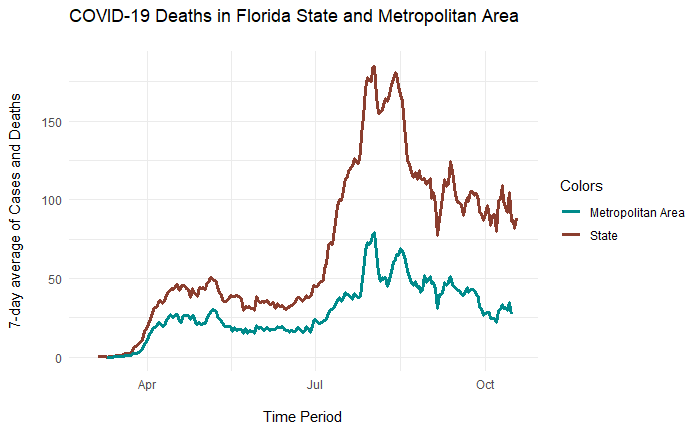 COVID-19 Deaths in Florida State and Metropolitan Area
7-day average of Cases and Deaths
150
100
50
0
Apr
Jul
Oct
Time Period
Colors
Metropolitan Area
State